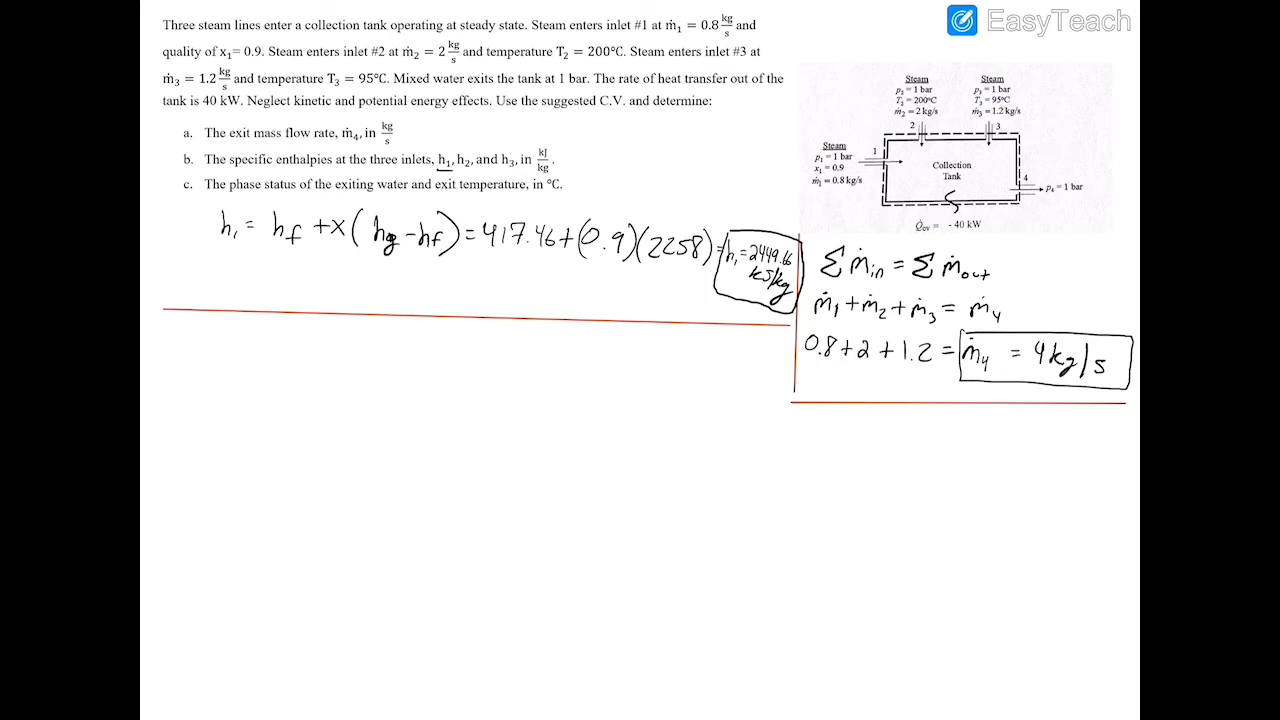 EasyTeach
Three steam lines enter a collection tank operating at steady state. Steam enters inlet #1 at ṁ₁ = 0.8 kg/s and
quality of x₁= 0.9. Steam enters inlet #2 at ṁ₂ = 2 kg/s and temperature T₂ = 200°C. Steam enters inlet #3 at
ṁ₃ = 1.2 kg/s and temperature T₃ = 95°C. Mixed water exits the tank at 1 bar. The rate of heat transfer out of the
tank is 40 kW. Neglect kinetic and potential energy effects. Use the suggested C.V. and determine:
a. The exit mass flow rate, ṁ₄, in kg/s
b. The specific enthalpies at the three inlets, h₁, h₂, and h₃, in kJ/kg.
c. The phase status of the exiting water and exit temperature, in °C.
Steam
p₂ = 1 bar
T₂ = 200°C
ṁ₂ = 2 kg/s
2
Steam
p₃ = 1 bar
T₃ = 95°C
ṁ₃ = 1.2 kg/s
3
Steam
p₁ = 1 bar
x₁ = 0.9
ṁ₁ = 0.8 kg/s
1
Collection
Tank
4
p₄ = 1 bar
Q̇cv = - 40 kW
h₁ = hf + x (hg - hf) = 417.46 + (0.9)(2258) = h₁ = 2449.66
kJ/kg
Σ ṁin = Σ ṁout
ṁ₁ + ṁ₂ + ṁ₃ = ṁ₄
0.8 + 2 + 1.2 = ṁ₄ = 4 kg/s